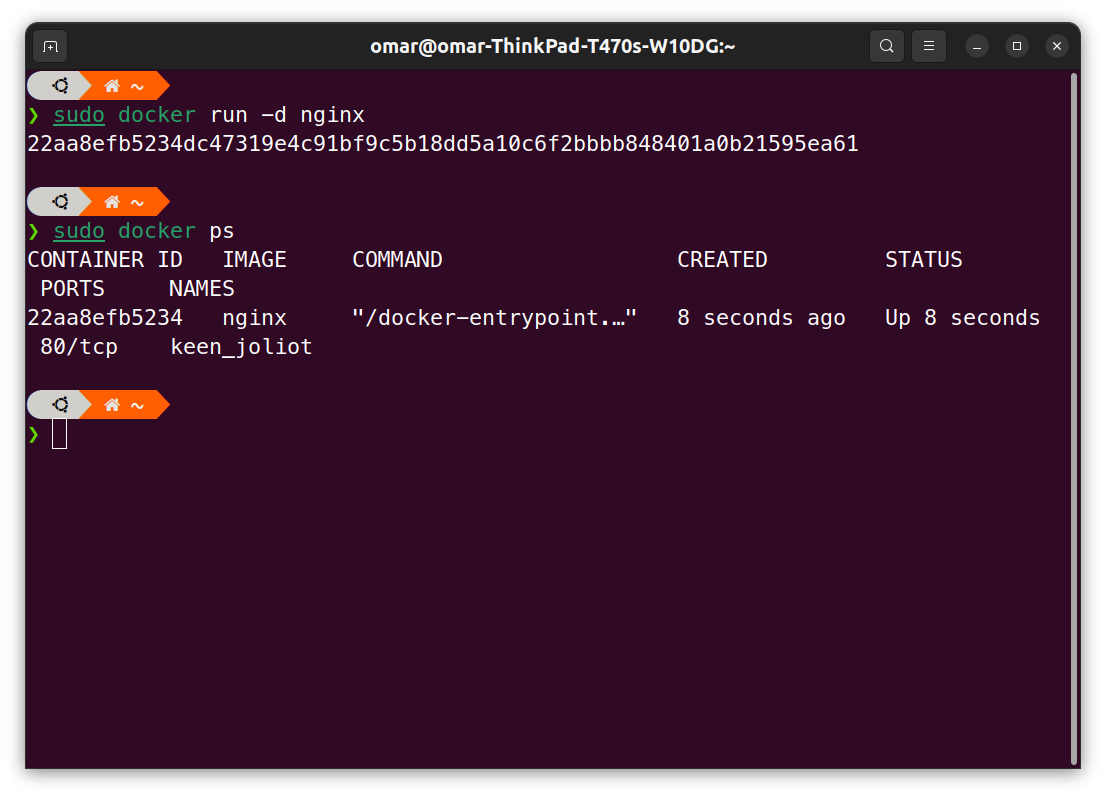 omar@omar-ThinkPad-T470s-W10DG:~
~
❯ sudo docker run -d nginx
22aa8efb5234dc47319e4c91bf9c5b18dd5a10c6f2bbbb848401a0b21595ea61
~
❯ sudo docker ps
CONTAINER ID   IMAGE     COMMAND                  CREATED         STATUS
 PORTS     NAMES
22aa8efb5234   nginx     "/docker-entrypoint.…"   8 seconds ago   Up 8 seconds
 80/tcp    keen_joliot
~
❯